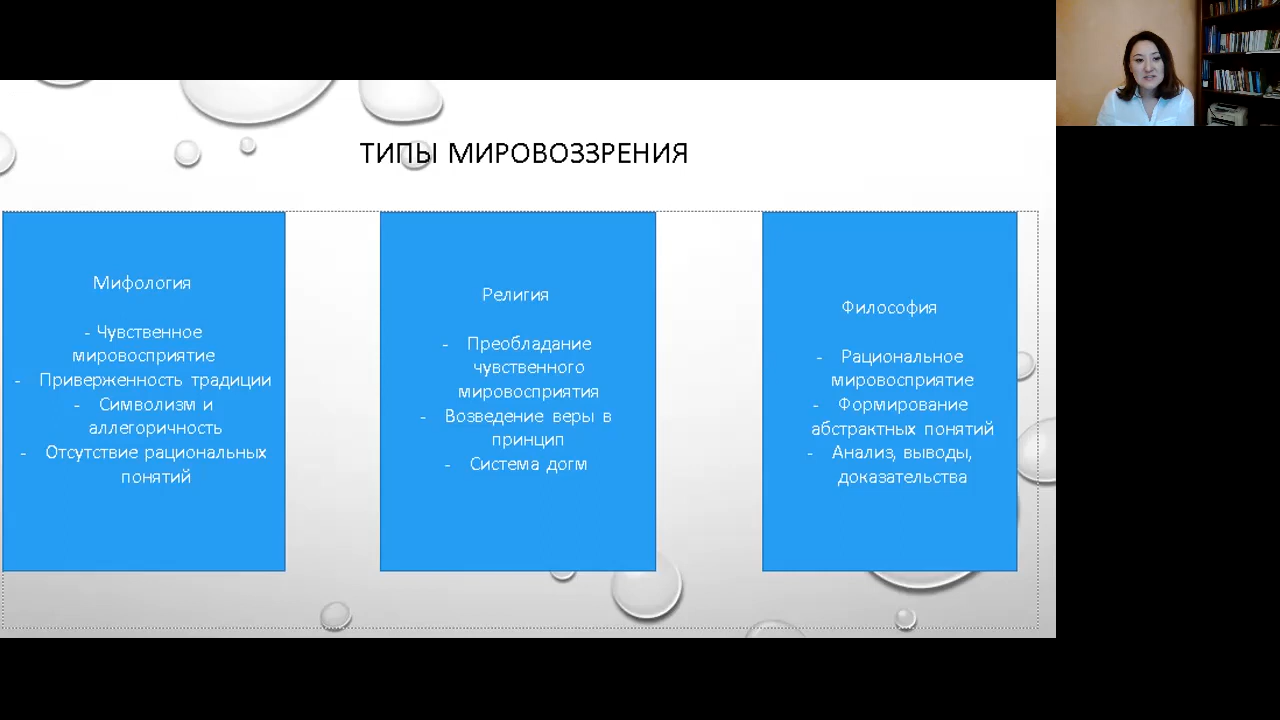 ТИПЫ МИРОВОЗЗРЕНИЯ
Мифология
- Чувственное
мировосприятие
- Приверженность традиции
- Символизм и
аллегоричность
- Отсутствие рациональных
понятий
Религия
- Преобладание
чувственного
мировосприятия
- Возведение веры в
принцип
- Система догм
Философия
- Рациональное
мировосприятие
- Формирование
абстрактных понятий
- Анализ, выводы,
доказательства